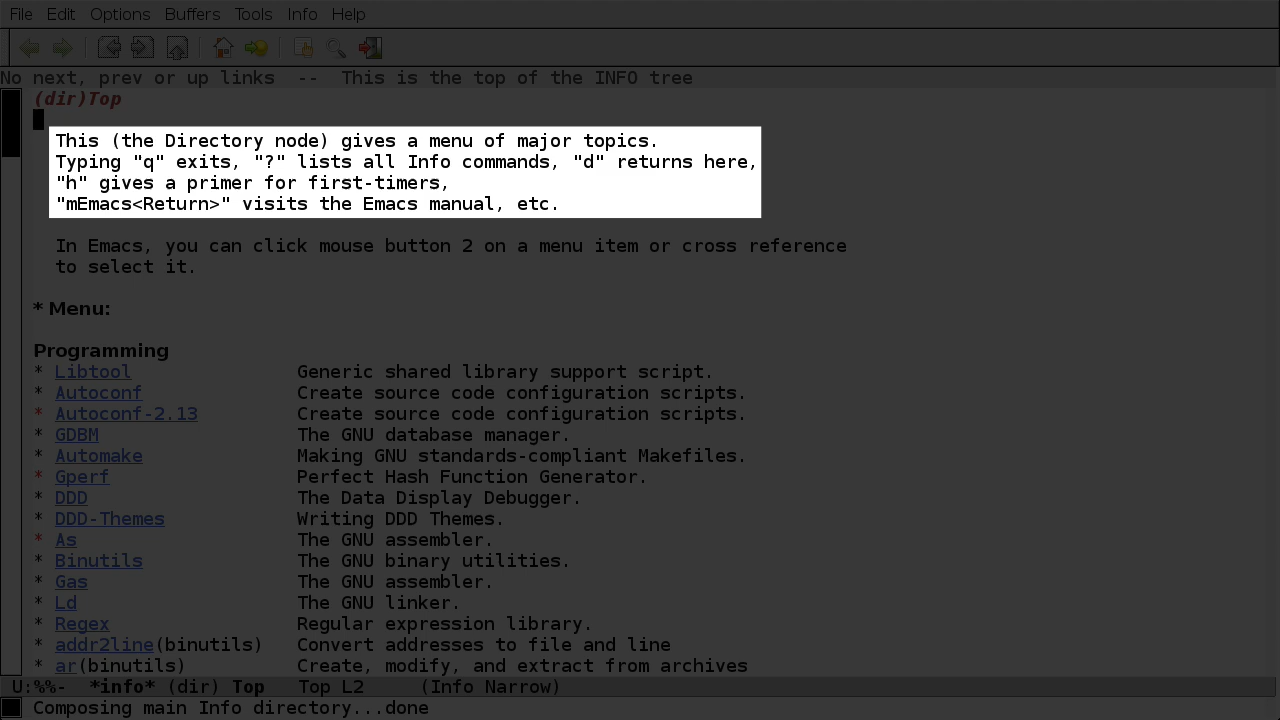 File Edit Options Buffers Tools Info Help
No next, prev or up links -- This is the top of the INFO tree
(dir)Top
This (the Directory node) gives a menu of major topics.
Typing "q" exits, "?" lists all Info commands, "d" returns here,
"h" gives a primer for first-timers,
"mEmacs<Return>" visits the Emacs manual, etc.
In Emacs, you can click mouse button 2 on a menu item or cross reference
to select it.
* Menu:
Programming
* Libtool Generic shared library support script.
* Autoconf Create source code configuration scripts.
* Autoconf-2.13 Create source code configuration scripts.
* GDBM The GNU database manager.
* Automake Making GNU standards-compliant Makefiles.
* Gperf Perfect Hash Function Generator.
* DDD The Data Display Debugger.
* DDD-Themes Writing DDD Themes.
* As The GNU assembler.
* Binutils The GNU binary utilities.
* Gas The GNU assembler.
* Ld The GNU linker.
* Regex Regular expression library.
* addr2line(binutils) Convert addresses to file and line
* ar(binutils) Create, modify, and extract from archives
U:%%- *info* (dir) Top Top L2 (Info Narrow)
Composing main Info directory...done